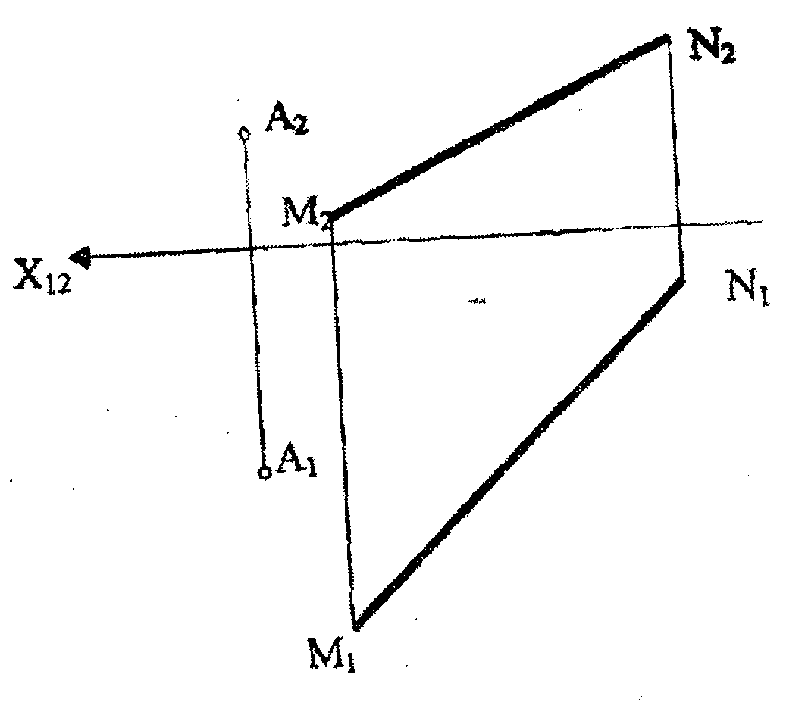 N₂
A₂
M₂
X₁₂
N₁
A₁
M₁